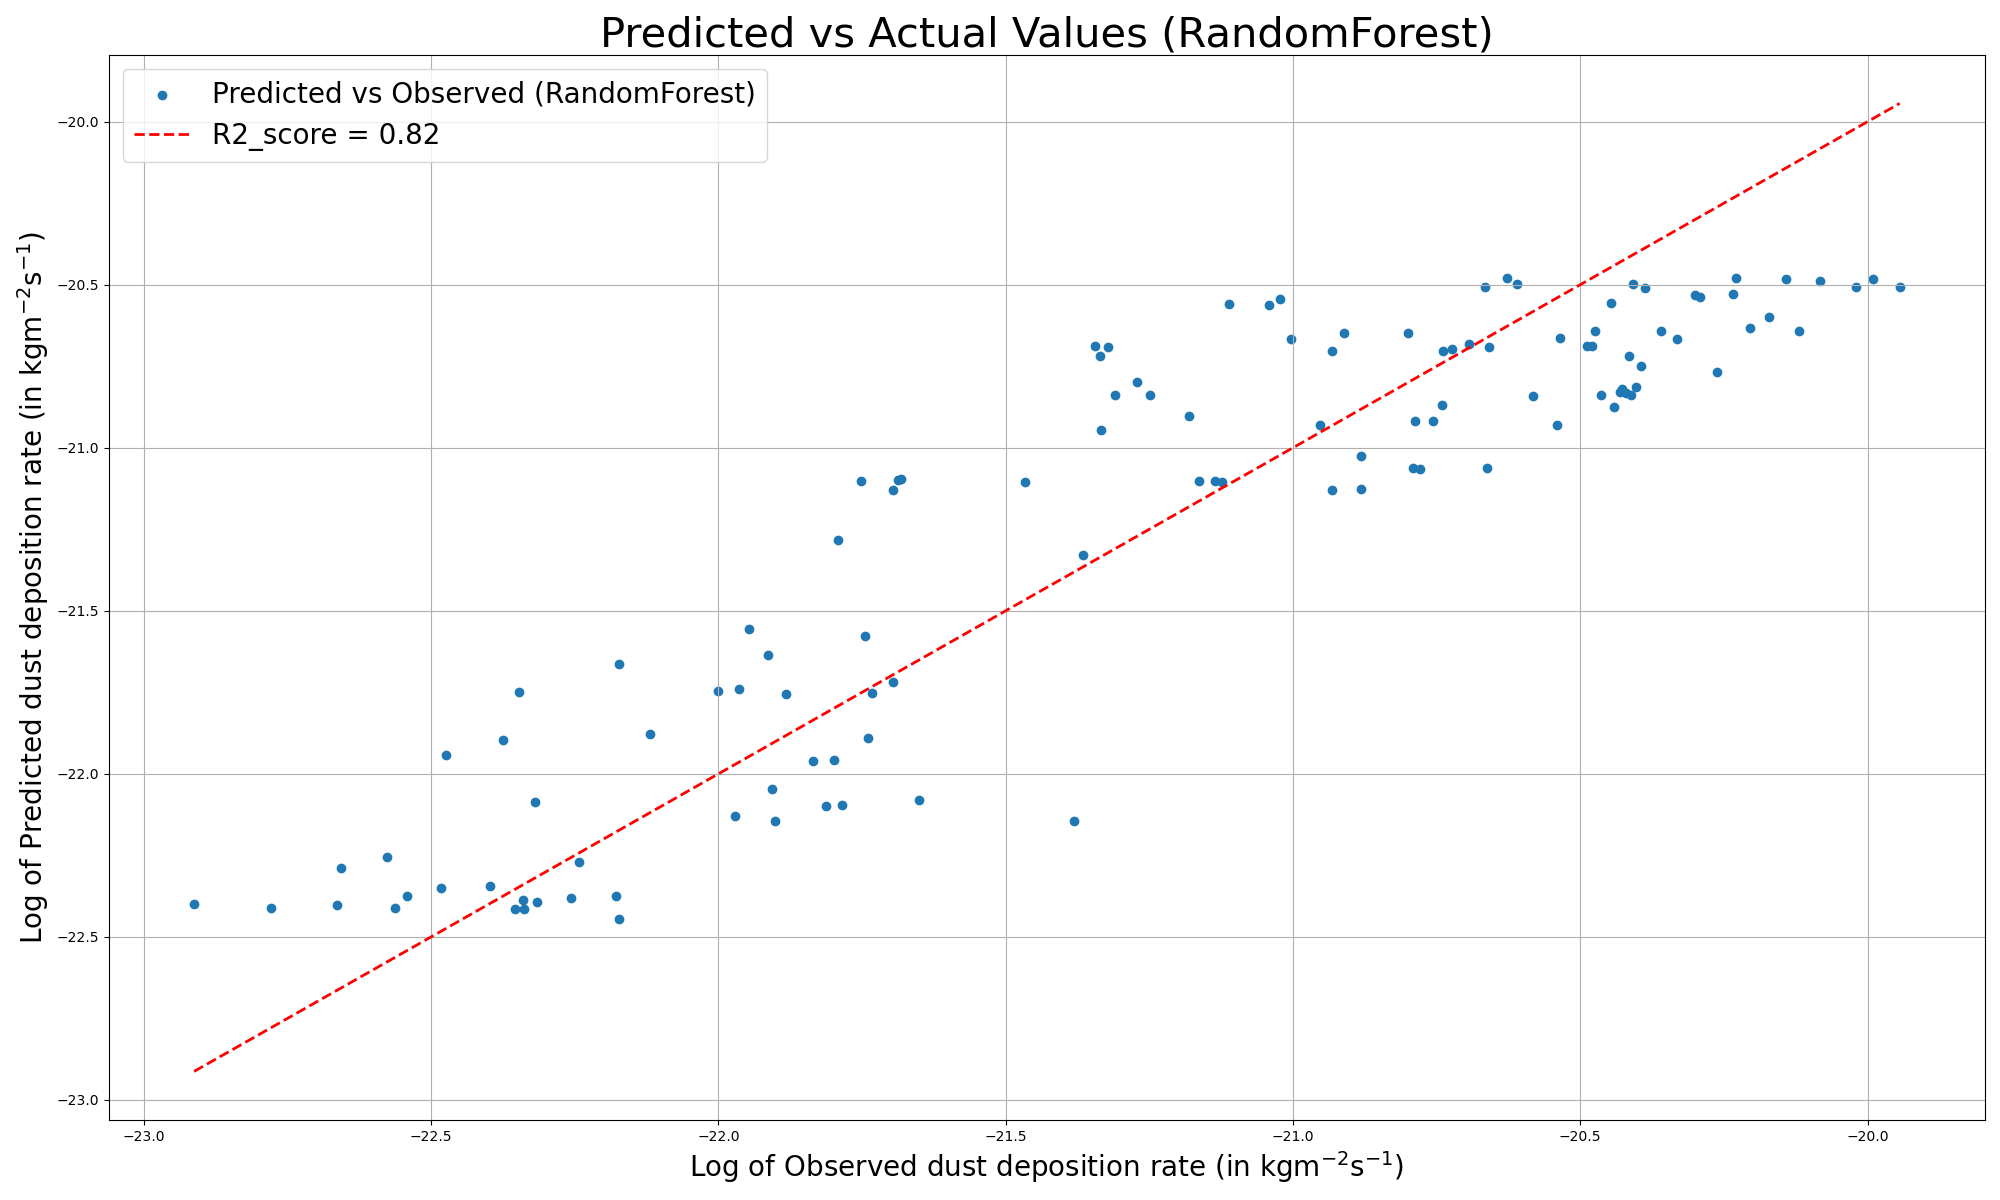 Predicted vs Actual Values (RandomForest)
Predicted vs Observed (RandomForest)
R2_score = 0.82
Log of Predicted dust deposition rate (in kgm⁻²s⁻¹)
−20.0
−20.5
−21.0
−21.5
−22.0
−22.5
−23.0
−23.0 −22.5 −22.0 −21.5 −21.0 −20.5 −20.0
Log of Observed dust deposition rate (in kgm⁻²s⁻¹)